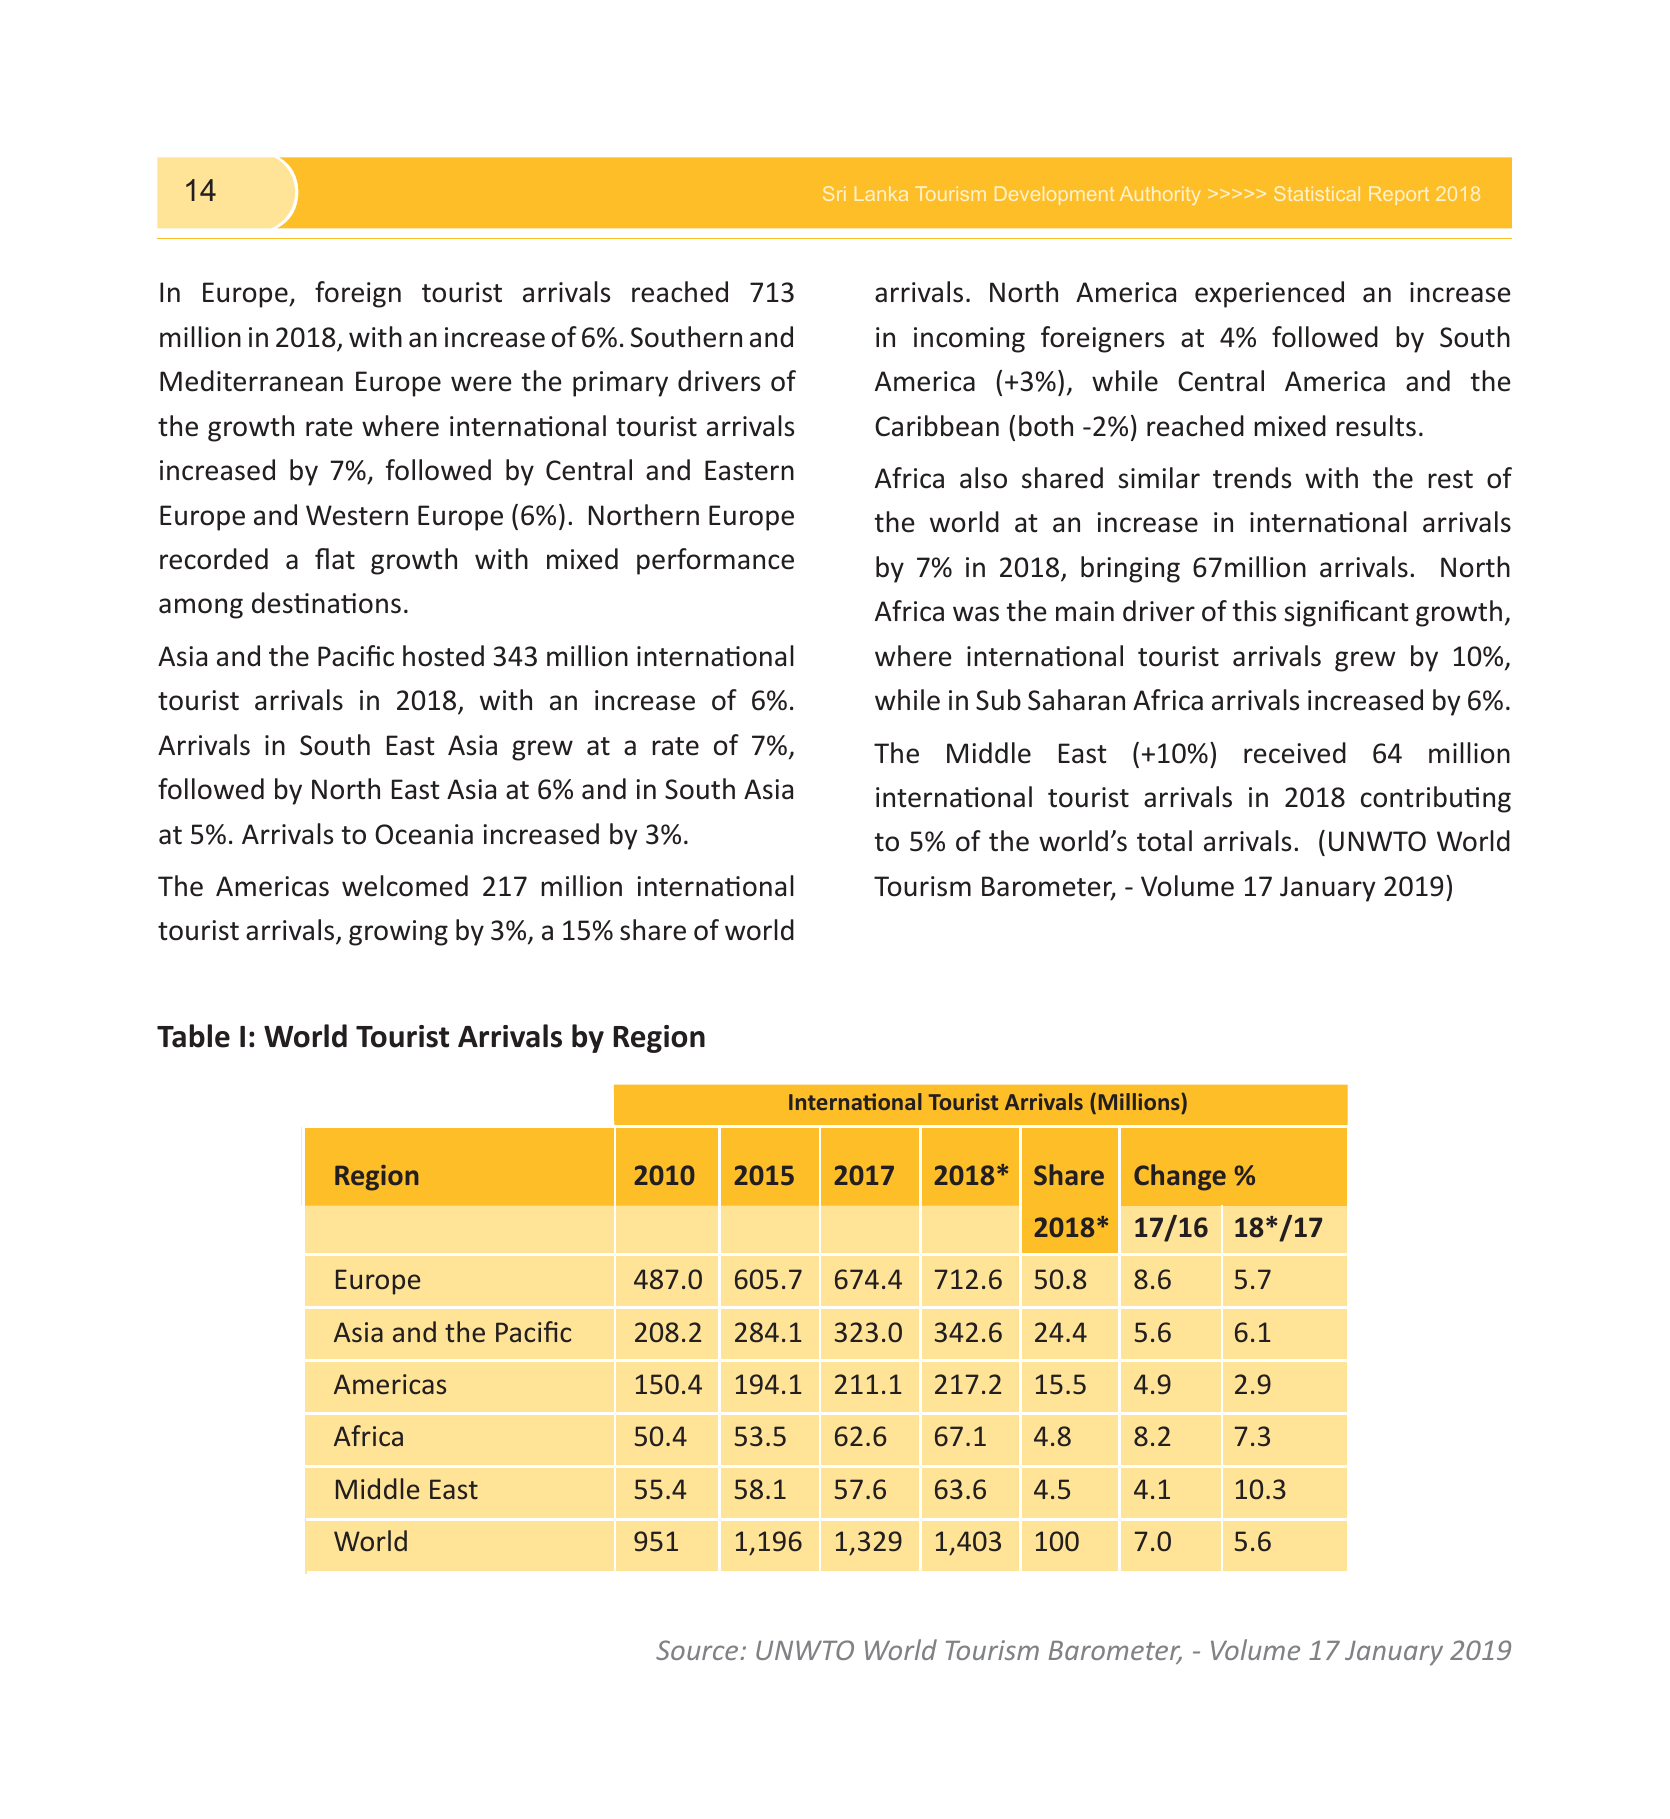 14
Sri Lanka Tourism Development Authority >>>>> Statistical Report 2018
In Europe, foreign tourist arrivals reached 713
million in 2018, with an increase of 6%. Southern and
Mediterranean Europe were the primary drivers of
the growth rate where international tourist arrivals
increased by 7%, followed by Central and Eastern
Europe and Western Europe (6%). Northern Europe
recorded a flat growth with mixed performance
among destinations.
Asia and the Pacific hosted 343 million international
tourist arrivals in 2018, with an increase of 6%.
Arrivals in South East Asia grew at a rate of 7%,
followed by North East Asia at 6% and in South Asia
at 5%. Arrivals to Oceania increased by 3%.
The Americas welcomed 217 million international
tourist arrivals, growing by 3%, a 15% share of world
arrivals. North America experienced an increase
in incoming foreigners at 4% followed by South
America (+3%), while Central America and the
Caribbean (both -2%) reached mixed results.
Africa also shared similar trends with the rest of
the world at an increase in international arrivals
by 7% in 2018, bringing 67million arrivals. North
Africa was the main driver of this significant growth,
where international tourist arrivals grew by 10%,
while in Sub Saharan Africa arrivals increased by 6%.
The Middle East (+10%) received 64 million
international tourist arrivals in 2018 contributing
to 5% of the world’s total arrivals. (UNWTO World
Tourism Barometer, - Volume 17 January 2019)
Table I: World Tourist Arrivals by Region
International Tourist Arrivals (Millions)
Region 2010 2015 2017 2018* Share Change %
2018* 17/16 18*/17
Europe 487.0 605.7 674.4 712.6 50.8 8.6 5.7
Asia and the Pacific 208.2 284.1 323.0 342.6 24.4 5.6 6.1
Americas 150.4 194.1 211.1 217.2 15.5 4.9 2.9
Africa 50.4 53.5 62.6 67.1 4.8 8.2 7.3
Middle East 55.4 58.1 57.6 63.6 4.5 4.1 10.3
World 951 1,196 1,329 1,403 100 7.0 5.6
Source: UNWTO World Tourism Barometer, - Volume 17 January 2019